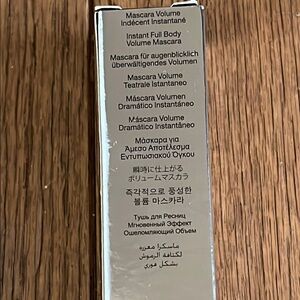 Mascara Volume
Indécent Instantané
Instant Full Body
Volume Mascara
Mascara für augenblicklich
überwältigendes Volumen
Mascara Volume
Teatrale Istantaneo
Máscara Volumen
Dramático Instantáneo
Máscara Volume
Dramático Instantâneo
Μάσκαρα για
Άμεσο Αποτέλεσμα
Εντυπωσιακού Όγκου
瞬時に仕上がる
ボリュームマスカラ
즉각적으로 풍성한
볼륨 마스카라
Тушь для Ресниц
Мгновенный Эффект
Ошеломляющий Объем
ماسكرا معززة
لكثافة الرموش
بشكل فوري